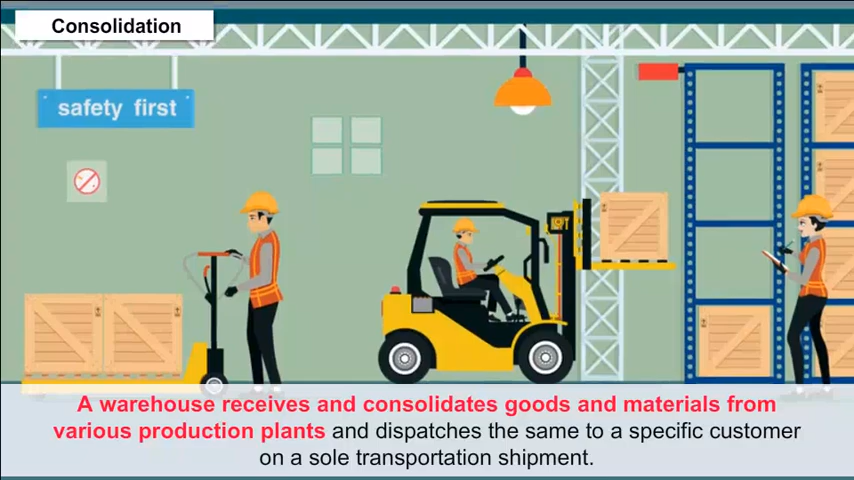 Consolidation
safety first
A warehouse receives and consolidates goods and materials from
various production plants and dispatches the same to a specific customer
on a sole transportation shipment.